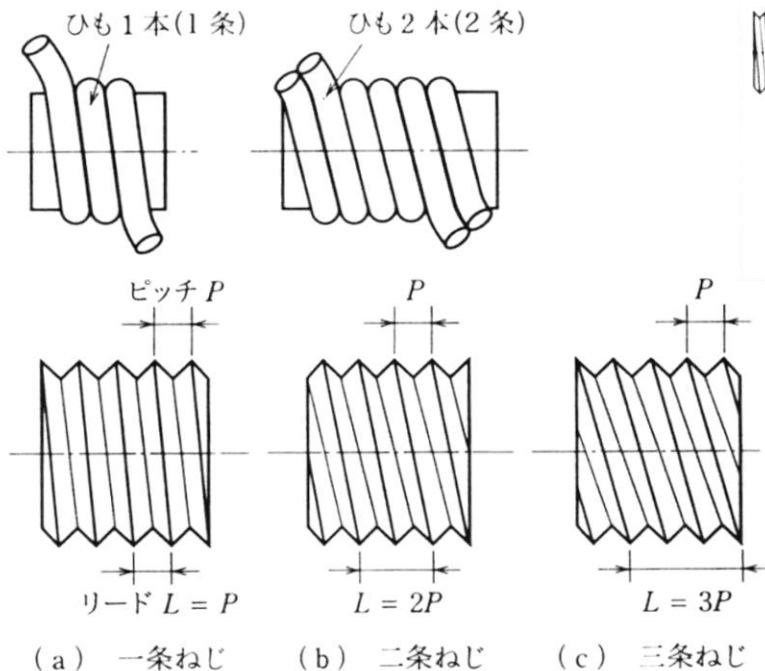 ひも1本(1条)
ひも2本(2条)
ピッチ P
P
P
リード L = P
L = 2P
L = 3P
(a) 一条ねじ
(b) 二条ねじ
(c) 三条ねじ